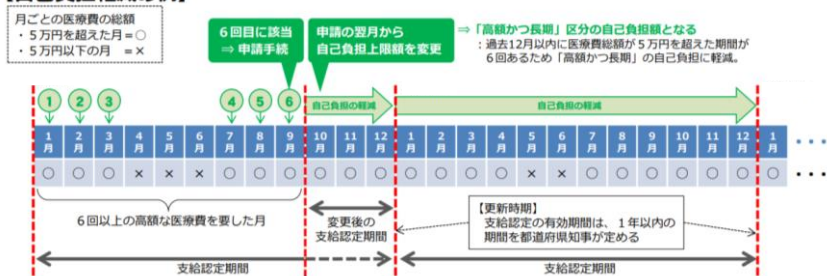 月ごとの医療費の総額
・5万円を超えた月=○
・5万円以下の月 =×
6回目に該当
⇒ 申請手続
申請の翌月から
自己負担上限額を変更
⇒「高額かつ長期」区分の自己負担額となる
:過去12月以内に医療費総額が5万円を超えた期間が
6回あるため「高額かつ長期」の自己負担に軽減。
1 2 3 4 5 6
自己負担の軽減 自己負担の軽減
1月 2月 3月 4月 5月 6月 7月 8月 9月 10月 11月 12月 1月 2月 3月 4月 5月 6月 7月 8月 9月 10月 11月 12月 1月 ・・・
○ ○ ○ × × × ○ ○ ○ ○ ○ ○ ○ ○ ○ ○ × × ○ ○ ○ ○ ○ ○ ○ ・・・
6回以上の高額な医療費を要した月
変更後の
支給認定期間
【更新時期】
支給認定の有効期間は、1年以内の
期間を都道府県知事が定める
支給認定期間 支給認定期間